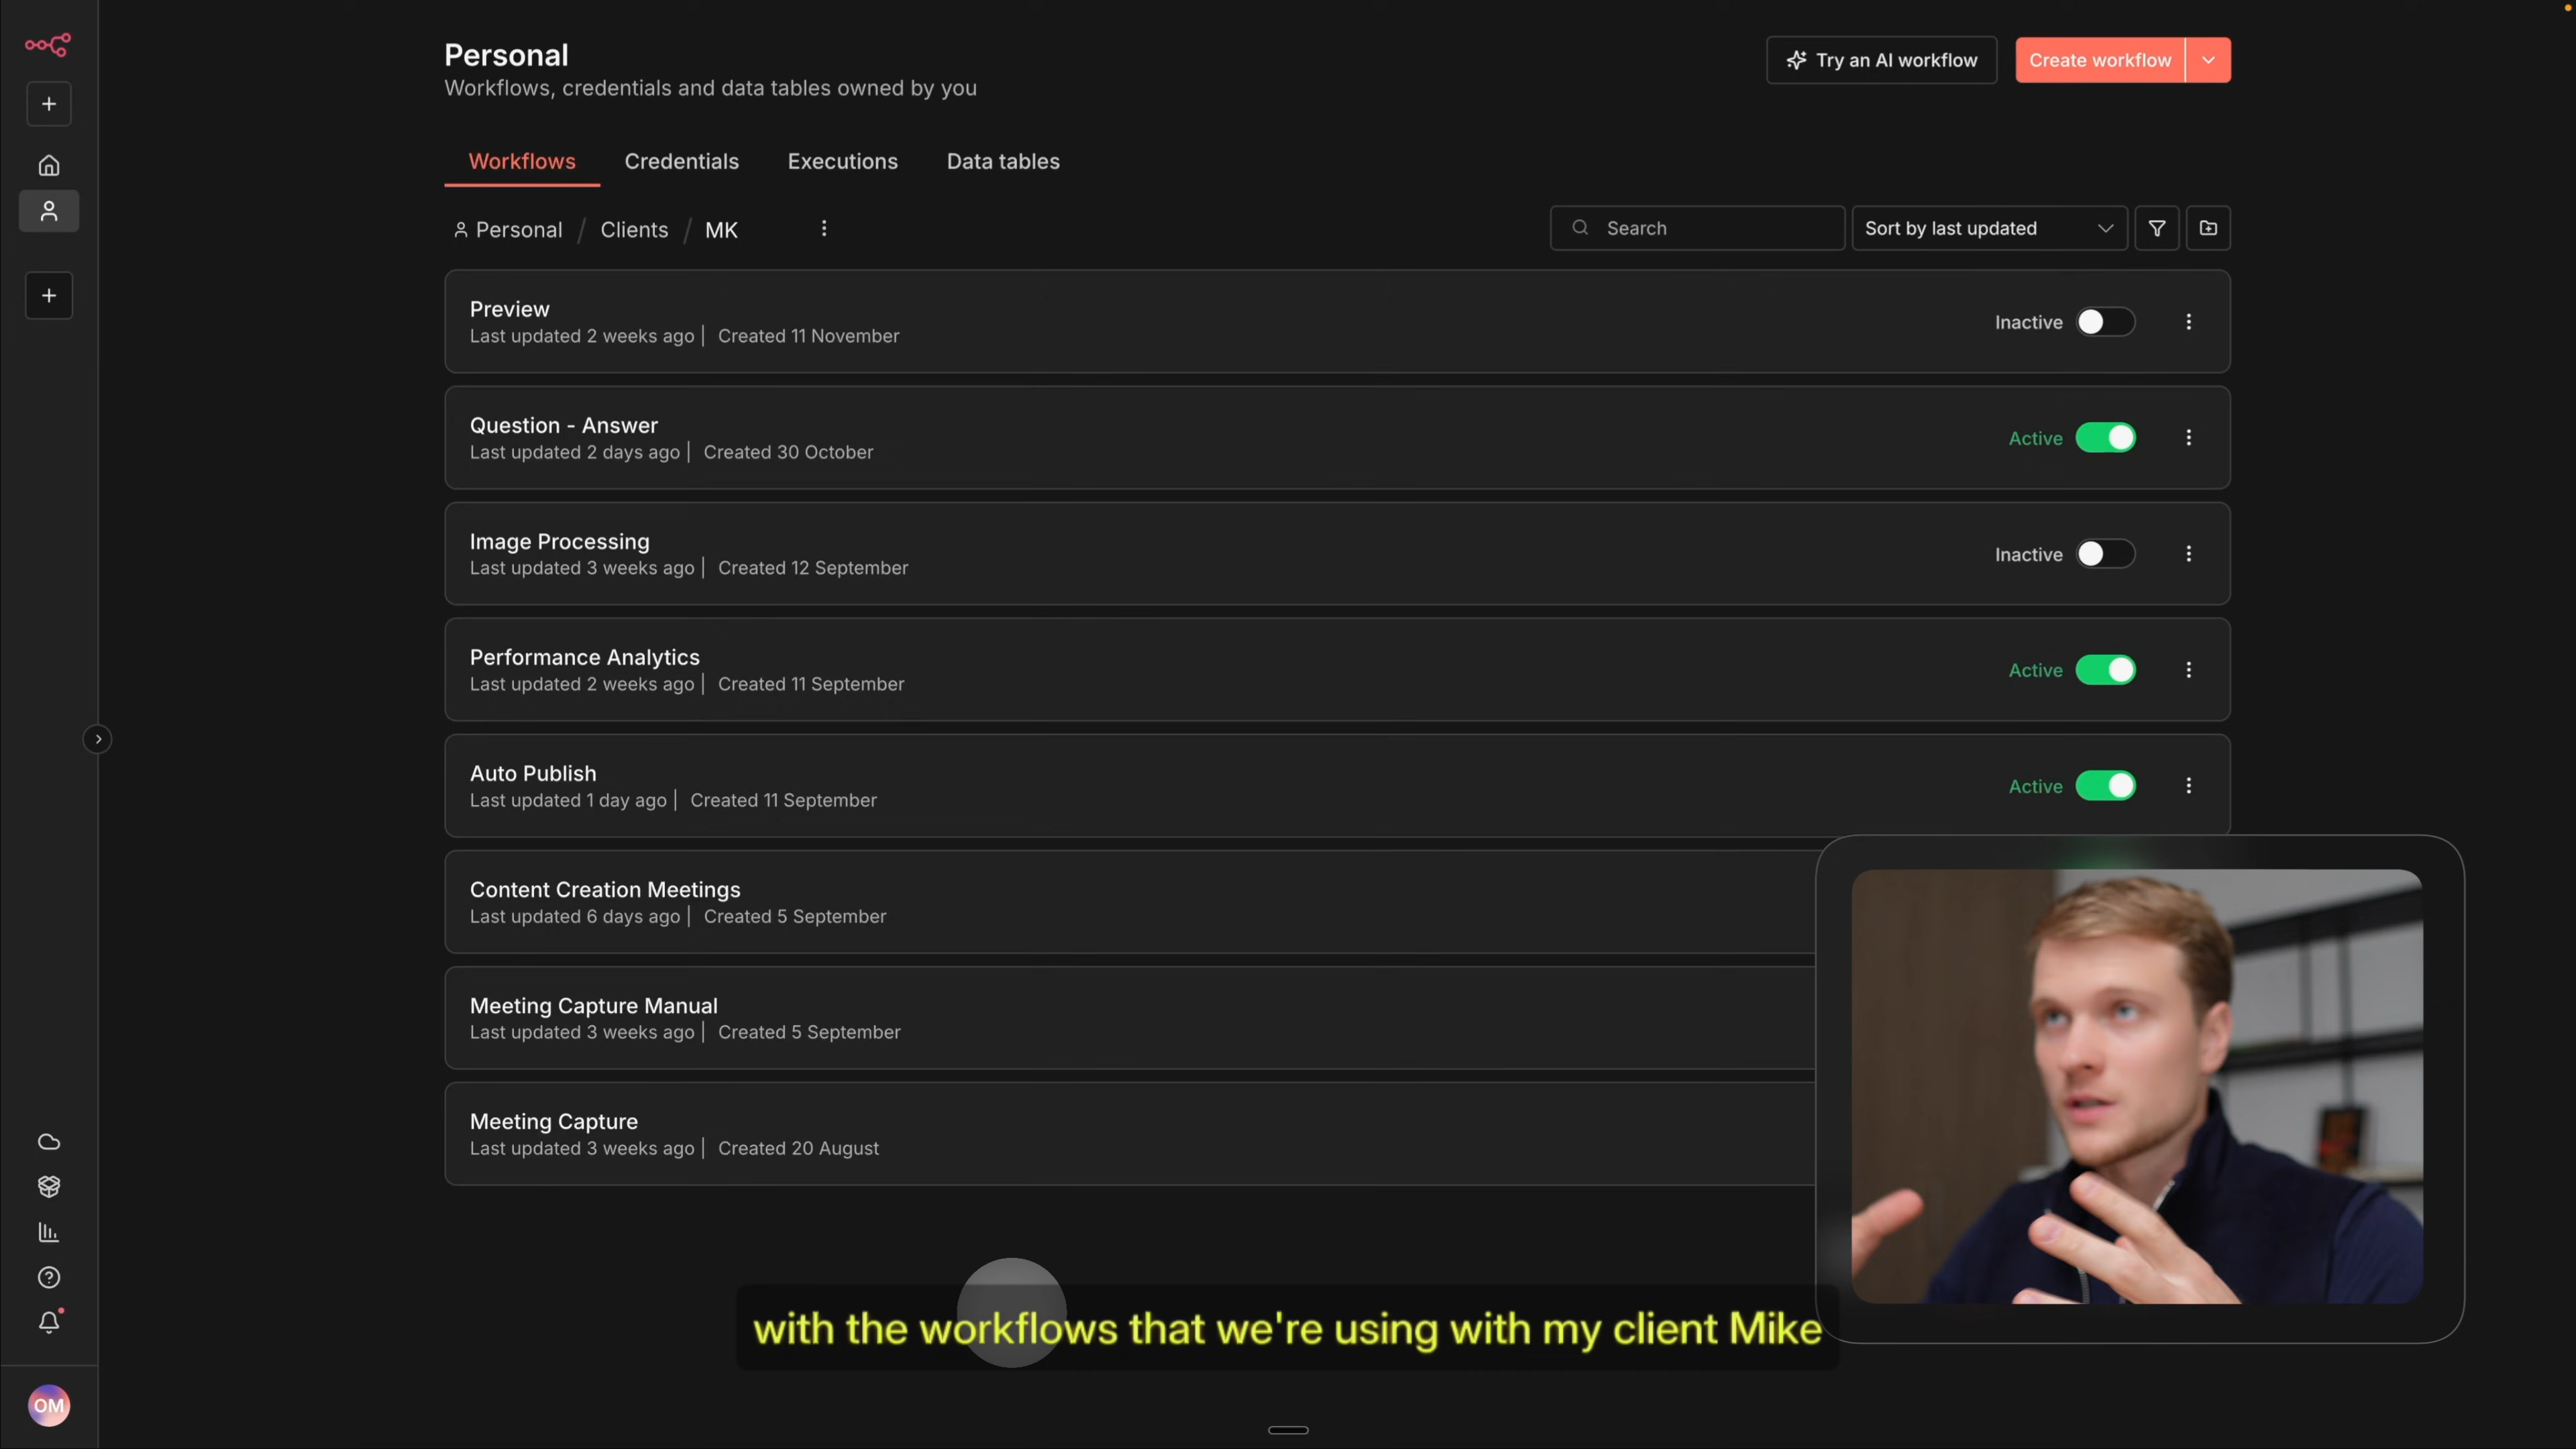 Personal
Workflows, credentials and data tables owned by you
Try an AI workflow
Create workflow
Workflows
Credentials
Executions
Data tables
Personal / Clients / MK
Search
Sort by last updated
Preview
Last updated 2 weeks ago | Created 11 November
Inactive
Question - Answer
Last updated 2 days ago | Created 30 October
Active
Image Processing
Last updated 3 weeks ago | Created 12 September
Inactive
Performance Analytics
Last updated 2 weeks ago | Created 11 September
Active
Auto Publish
Last updated 1 day ago | Created 11 September
Active
Content Creation Meetings
Last updated 6 days ago | Created 5 September
Meeting Capture Manual
Last updated 3 weeks ago | Created 5 September
Meeting Capture
Last updated 3 weeks ago | Created 20 August
with the workflows that we're using with my client Mike
OM